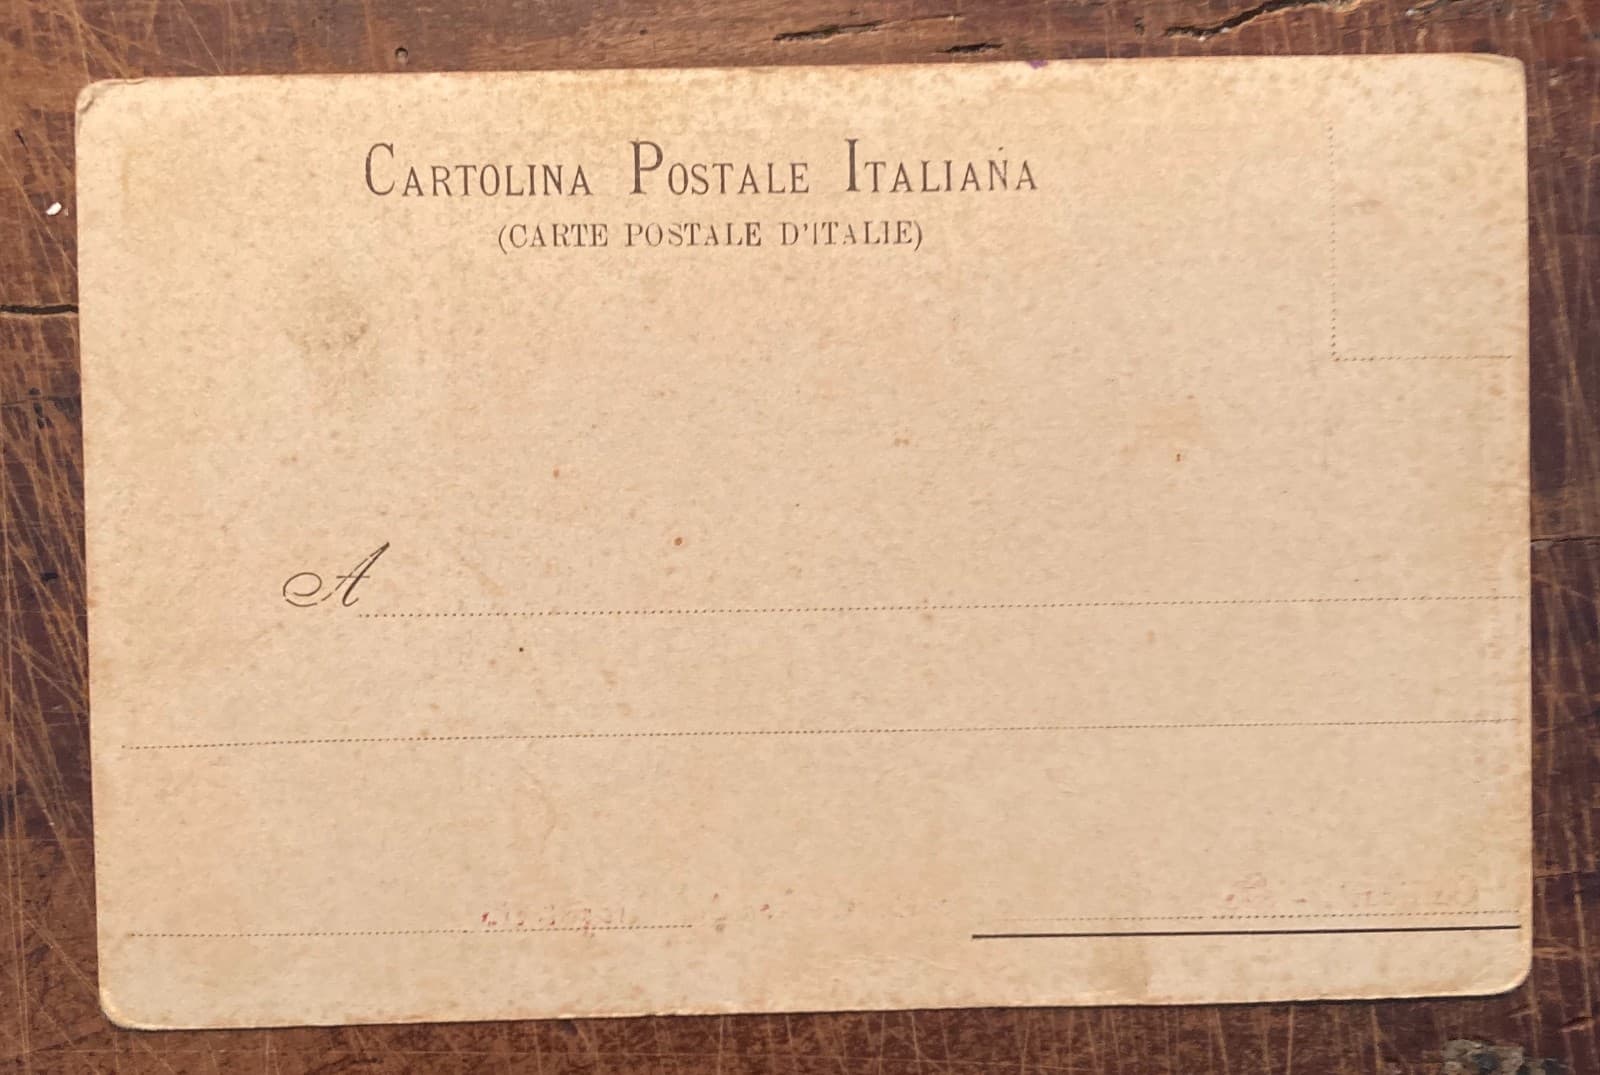 CARTOLINA POSTALE ITALIANA
(CARTE POSTALE D'ITALIE)
A